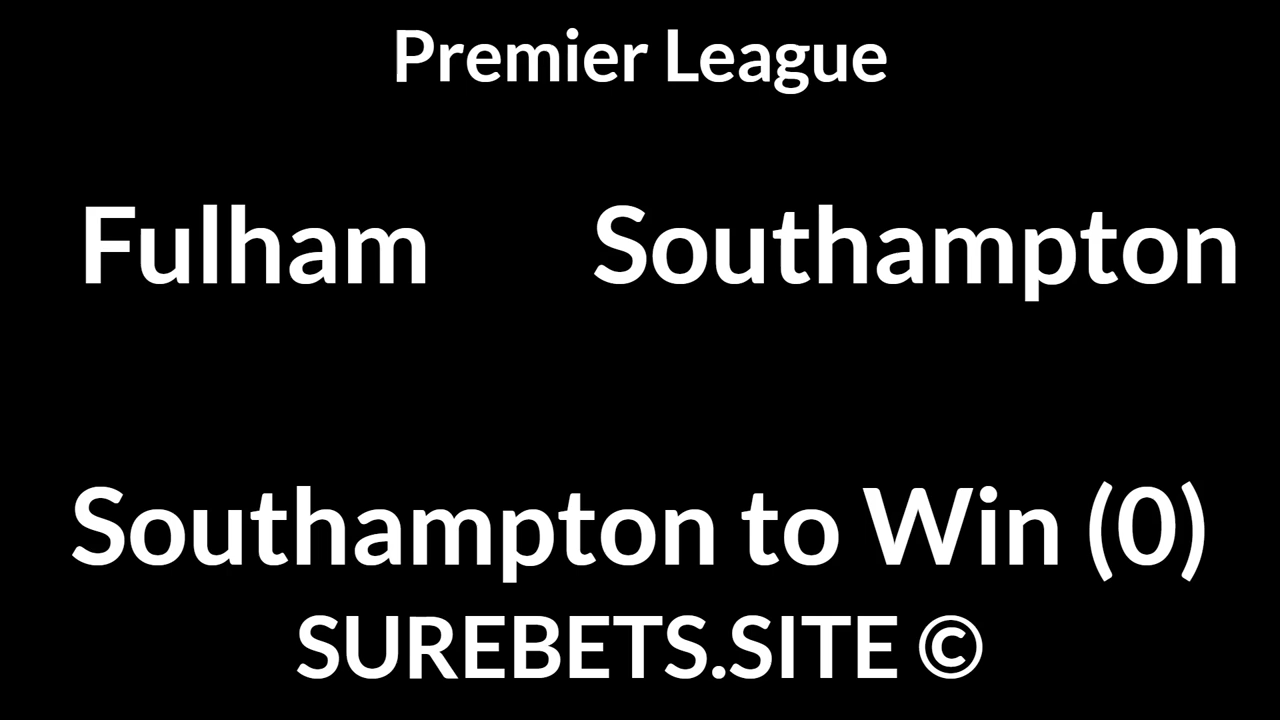 Premier League
Fulham Southampton
Southampton to Win (0)
SUREBETS.SITE ©